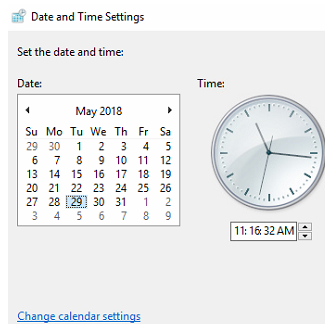 Date and Time Settings
Set the date and time:
Date:
Time:
May 2018
Su Mo Tu We Th Fr Sa
29 30 1 2 3 4 5
6 7 8 9 10 11 12
13 14 15 16 17 18 19
20 21 22 23 24 25 26
27 28 29 30 31 1 2
3 4 5 6 7 8 9
11:16:32 AM
Change calendar settings